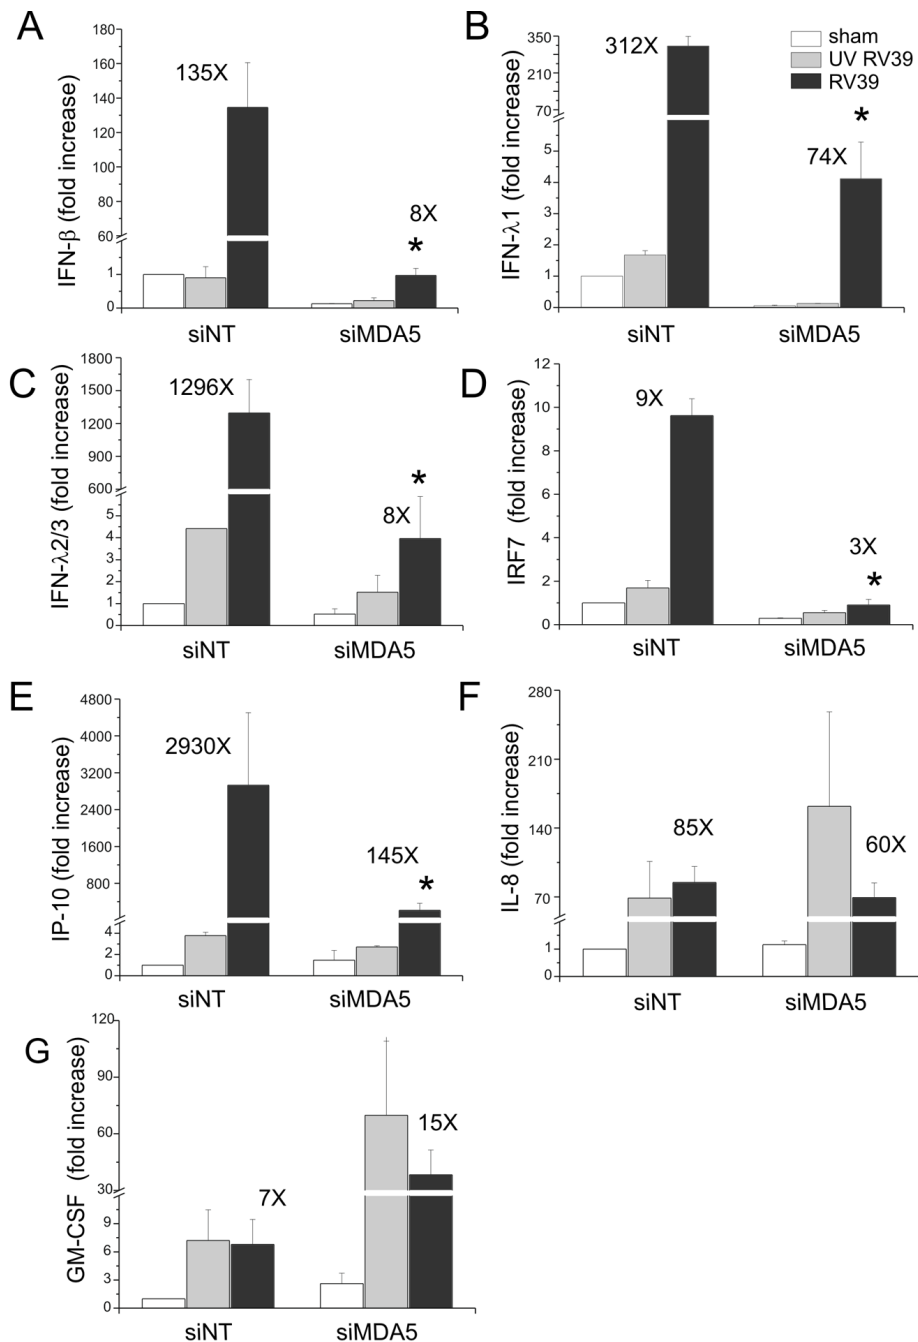 A
IFN-β (fold increase)
180
160
140
120
100
80
60
1
0
135X
8X
*
siNT
siMDA5
B
IFN-λ1 (fold increase)
350
210
70
5
4
3
2
1
0
312X
74X
*
sham
UV RV39
RV39
siNT
siMDA5
C
IFN-λ2/3 (fold increase)
1800
1500
1200
900
600
5
4
3
2
1
0
1296X
8X
*
siNT
siMDA5
D
IRF7 (fold increase)
12
10
8
6
4
2
0
9X
3X
*
siNT
siMDA5
E
IP-10 (fold increase)
4800
4000
3200
2400
1600
800
4
2
0
2930X
145X
*
siNT
siMDA5
F
IL-8 (fold increase)
280
210
140
70
1
0
85X
60X
siNT
siMDA5
G
GM-CSF (fold increase)
120
90
60
30
9
6
3
0
7X
15X
siNT
siMDA5